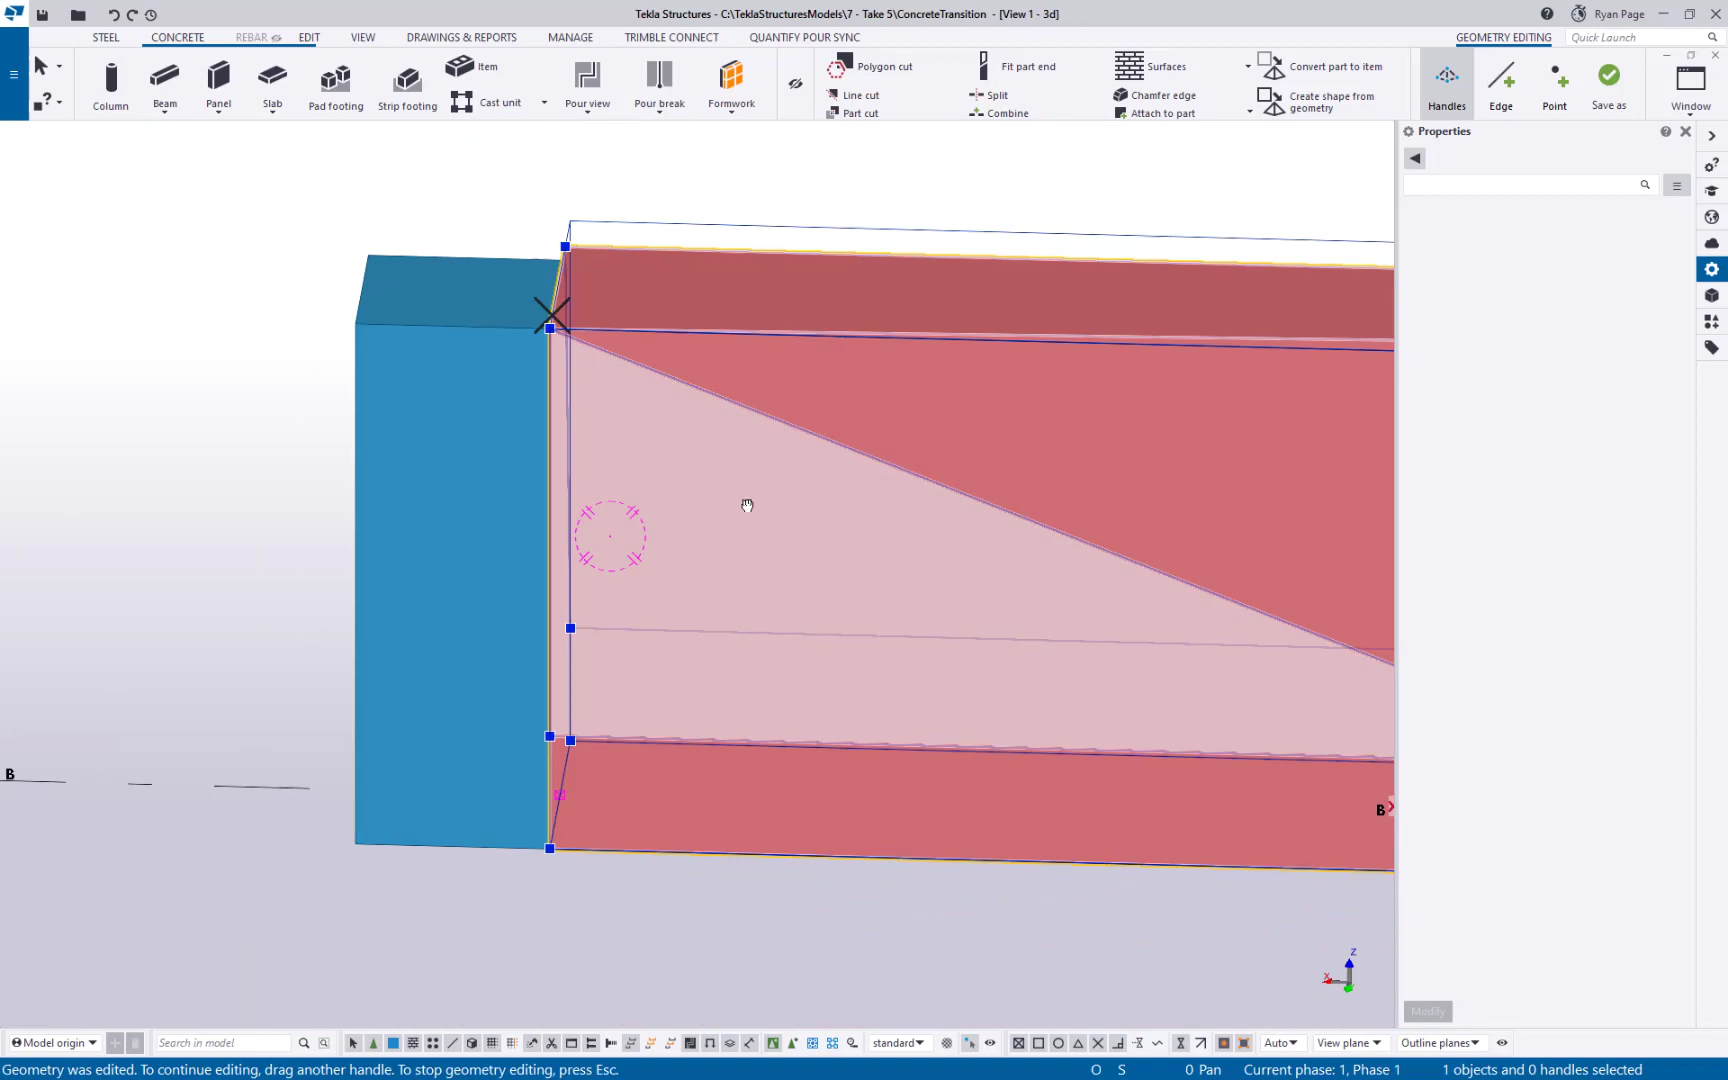 Tekla Structures - C:\TeklaStructuresModels\7 - Take 5\ConcreteTransition - [View 1 - 3d]
Ryan Page
STEEL CONCRETE REBAR EDIT VIEW DRAWINGS & REPORTS MANAGE TRIMBLE CONNECT QUANTIFY POUR SYNC GEOMETRY EDITING Quick Launch
Column Beam Panel Slab Pad footing Strip footing Item Cast unit Pour view Pour break Formwork
Polygon cut Fit part end Surfaces Convert part to item
Line cut Split Chamfer edge Create shape from geometry
Part cut Combine Attach to part
Handles Edge Point Save as Window
Properties
B
B
Z
X
Modify
Model origin Search in model standard Auto View plane Outline planes
Geometry was edited. To continue editing, drag another handle. To stop geometry editing, press Esc. O S 0 Pan Current phase: 1, Phase 1 1 objects and 0 handles selected